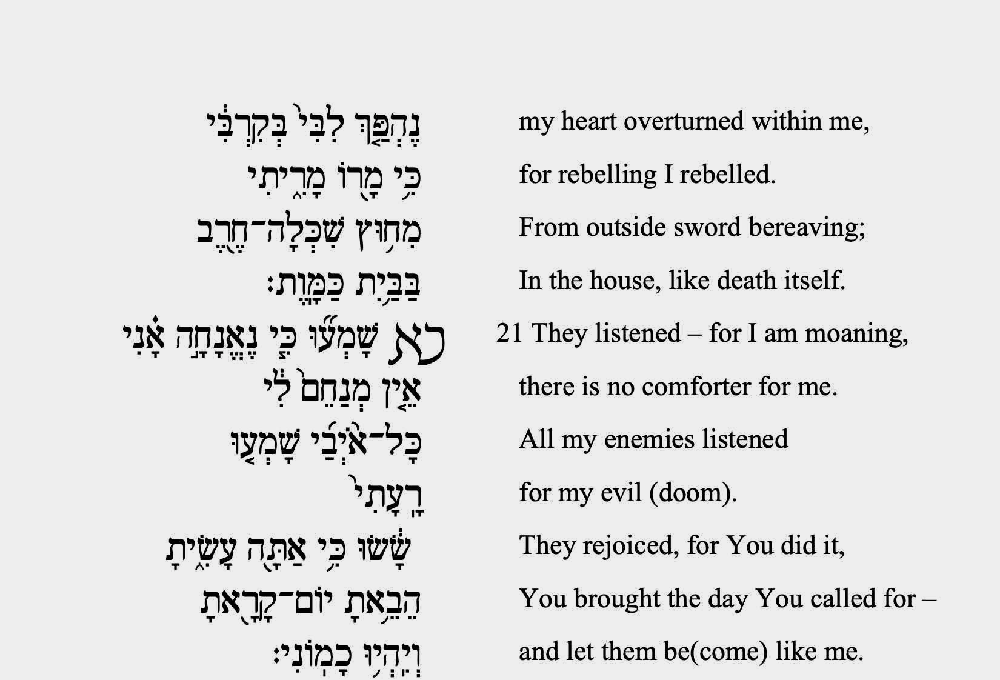 נֶהְפַּ֤ךְ לִבִּי֙ בְּקִרְבִּ֔י my heart overturned within me,
כִּ֥י מָר֖וֹ מָרִ֑יתִי for rebelling I rebelled.
מִח֥וּץ שִׁכְּלָה־חֶ֖רֶב From outside sword bereaving;
בַּבַּ֥יִת כַּמָּֽוֶת׃ In the house, like death itself.
כא שָׁמְע֞וּ כִּ֧י נֶאֱנָחָ֣ה אָ֗נִי 21 They listened – for I am moaning,
אֵ֤ין מְנַחֵם֙ לִ֔י there is no comforter for me.
כָּל־אֹ֨יְבַ֜י שָׁמְע֤וּ All my enemies listened
רָֽעָתִי֙ for my evil (doom).
שָׂ֔שׂוּ כִּ֥י אַתָּ֖ה עָשִׂ֑יתָ They rejoiced, for You did it,
הֵבֵ֥אתָ יוֹם־קָרָ֖אתָ You brought the day You called for –
וְיִֽהְי֥וּ כָמֽוֹנִי׃ and let them be(come) like me.